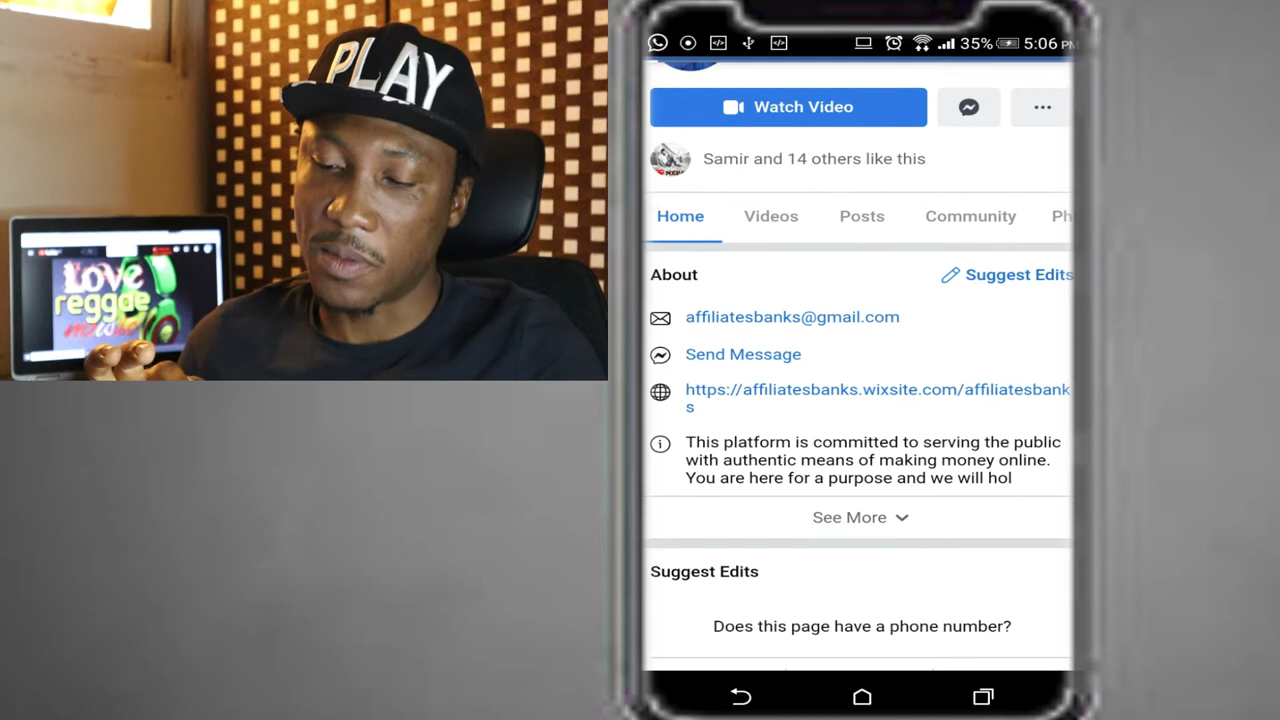 PLAY
Love
reggae
music
35%
5:06 PM
Watch Video
Samir and 14 others like this
Home Videos Posts Community Ph
About
Suggest Edits
affiliatesbanks@gmail.com
Send Message
https://affiliatesbanks.wixsite.com/affiliatesbank
s
This platform is committed to serving the public
with authentic means of making money online.
You are here for a purpose and we will hol
See More
Suggest Edits
Does this page have a phone number?